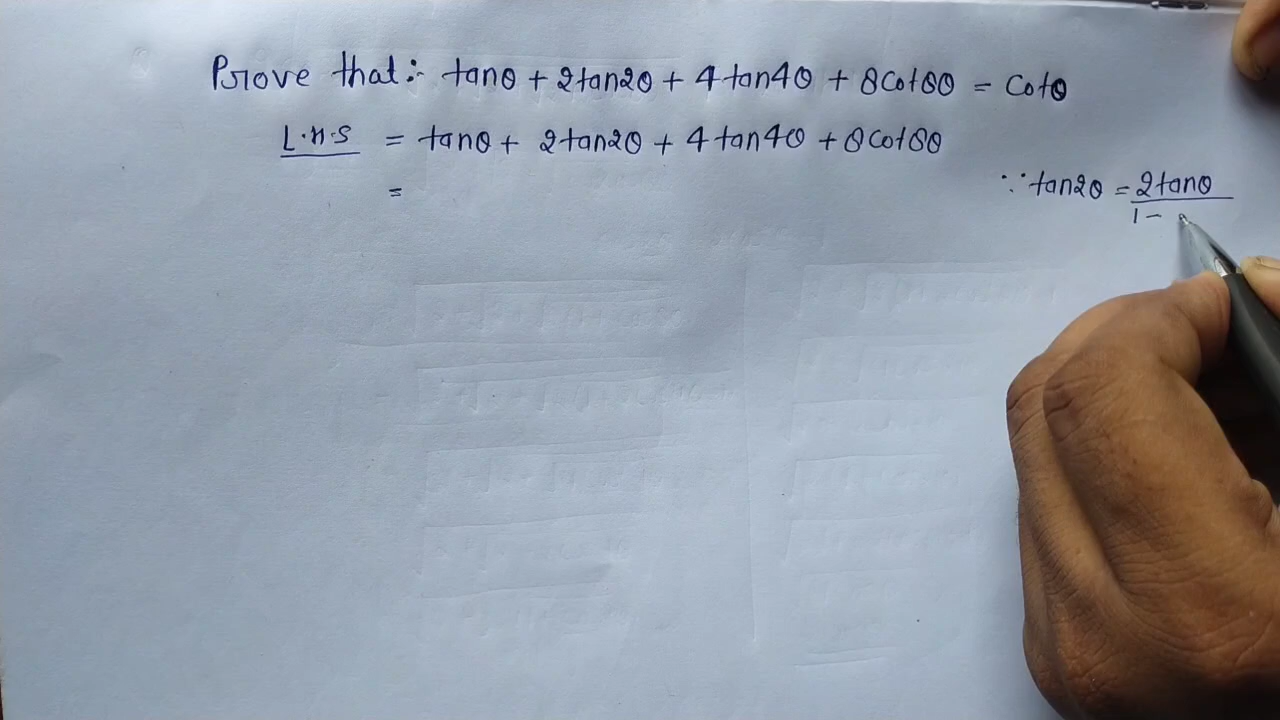 Prove that:- tanθ + 2tan2θ + 4tan4θ + 8cot8θ = cotθ
L.H.S = tanθ + 2tan2θ + 4tan4θ + 8cot8θ
=
∵ tan2θ = 2tanθ
1 -